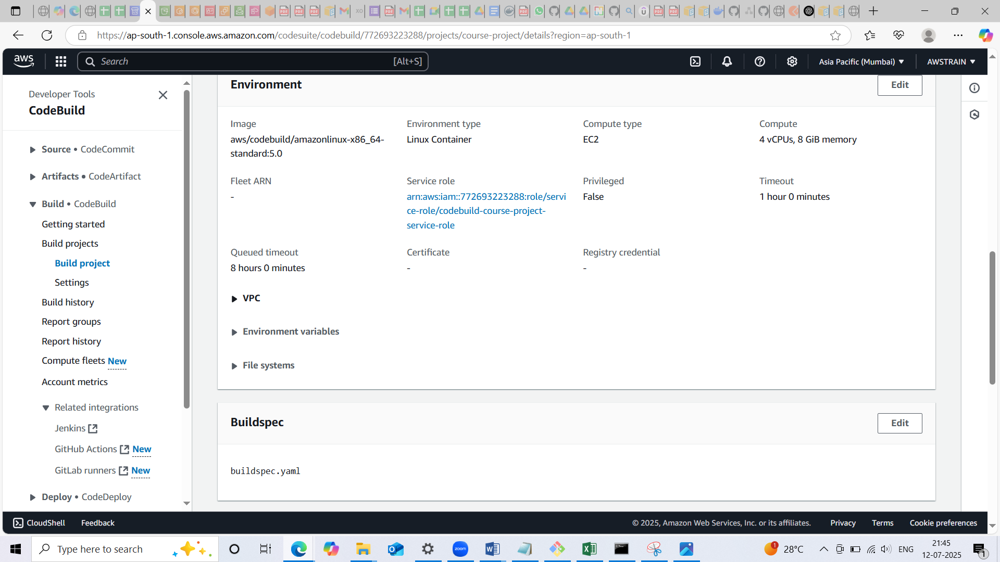 https://ap-south-1.console.aws.amazon.com/codesuite/codebuild/772693223288/projects/course-project/details?region=ap-south-1
aws
Search
[Alt+S]
Asia Pacific (Mumbai)
AWSTRAIN
Developer Tools
CodeBuild
Source • CodeCommit
Artifacts • CodeArtifact
Build • CodeBuild
Getting started
Build projects
Build project
Settings
Build history
Report groups
Report history
Compute fleets New
Account metrics
Related integrations
Jenkins
GitHub Actions New
GitLab runners New
Deploy • CodeDeploy
Environment
Edit
Image
aws/codebuild/amazonlinux-x86_64-
standard:5.0
Environment type
Linux Container
Compute type
EC2
Compute
4 vCPUs, 8 GiB memory
Fleet ARN
-
Service role
arn:aws:iam::772693223288:role/servi
ce-role/codebuild-course-project-
service-role
Privileged
False
Timeout
1 hour 0 minutes
Queued timeout
8 hours 0 minutes
Certificate
-
Registry credential
-
VPC
Environment variables
File systems
Buildspec
Edit
buildspec.yaml
CloudShell
Feedback
© 2025, Amazon Web Services, Inc. or its affiliates.
Privacy
Terms
Cookie preferences
Type here to search
zoom
1
28°C
ENG
21:45
12-07-2025
1